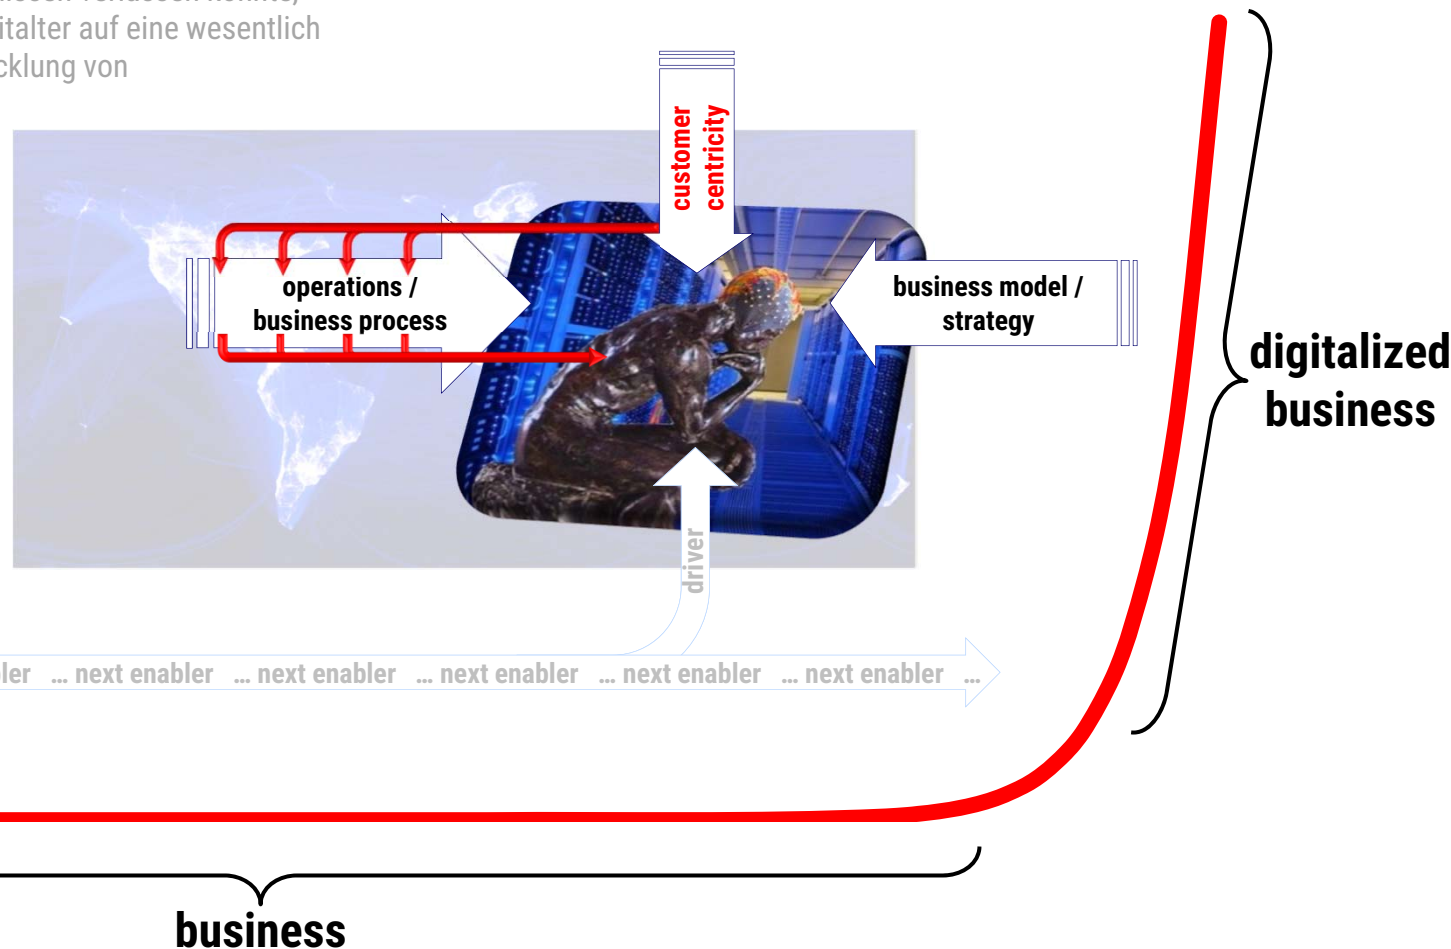 italter auf eine wesentlich
cklung von
customer
centricity
operations /
business process
business model /
strategy
digitalized
business
driver
ler ... next enabler ... next enabler ... next enabler ... next enabler ... next enabler ...
business